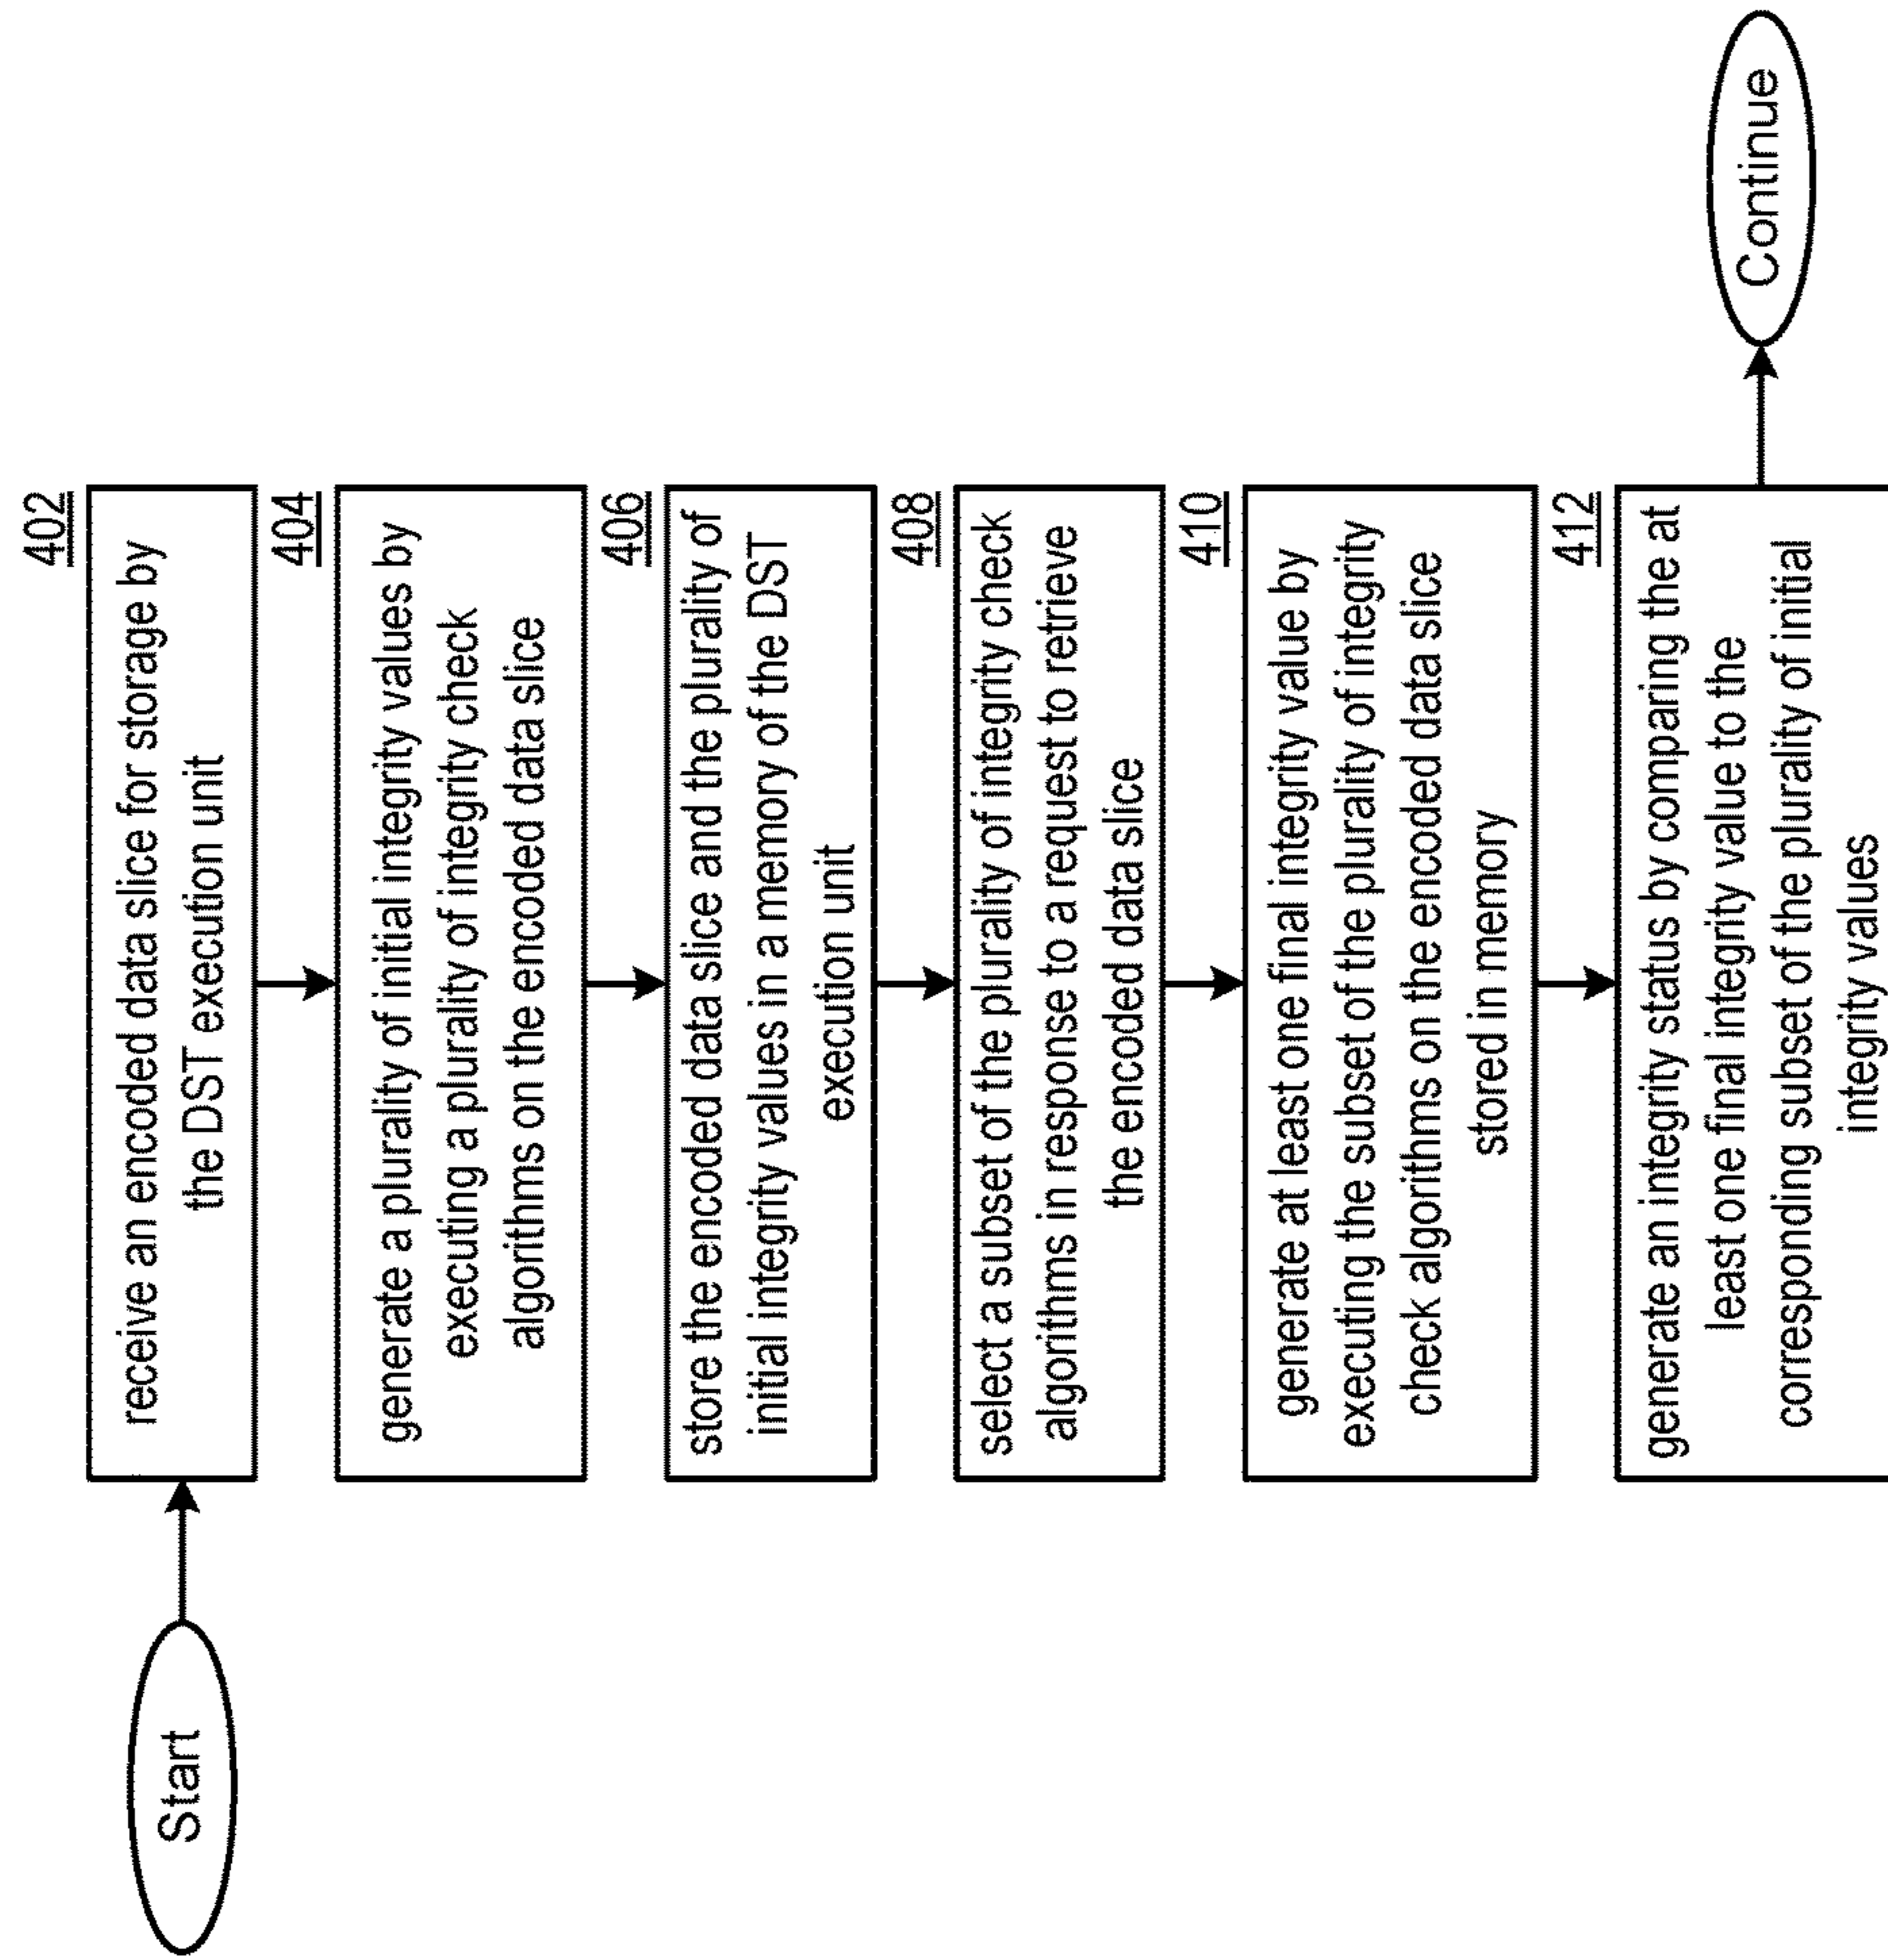 Start
402
receive an encoded data slice for storage by
the DST execution unit
404
generate a plurality of initial integrity values by
executing a plurality of integrity check
algorithms on the encoded data slice
406
store the encoded data slice and the plurality of
initial integrity values in a memory of the DST
execution unit
408
select a subset of the plurality of integrity check
algorithms in response to a request to retrieve
the encoded data slice
410
generate at least one final integrity value by
executing the subset of the plurality of integrity
check algorithms on the encoded data slice
stored in memory
412
generate an integrity status by comparing the at
least one final integrity value to the
corresponding subset of the plurality of initial
integrity values
Continue